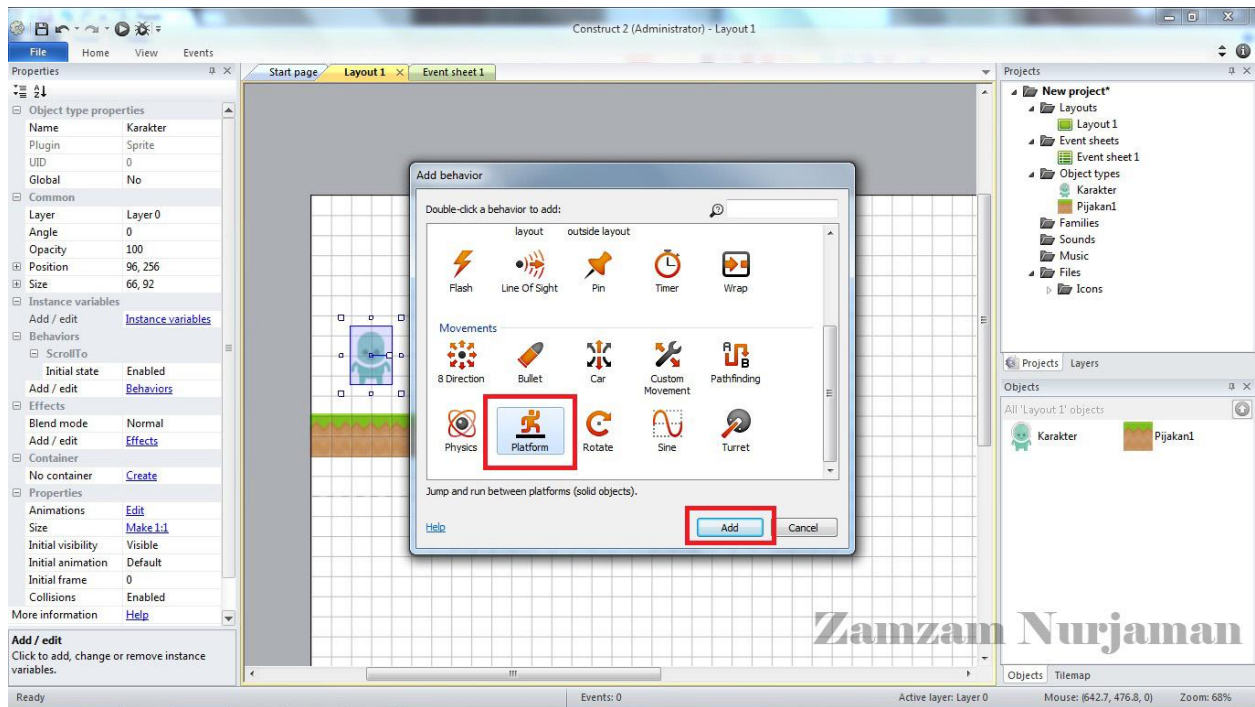 Construct 2 (Administrator) - Layout 1
File Home View Events
Properties
Object type properties
Name Karakter
Plugin Sprite
UID 0
Global No
Common
Layer Layer 0
Angle 0
Opacity 100
Position 96, 256
Size 66, 92
Instance variables
Add / edit Instance variables
Behaviors
ScrollTo
Initial state Enabled
Add / edit Behaviors
Effects
Blend mode Normal
Add / edit Effects
Container
No container Create
Properties
Animations Edit
Size Make 1:1
Initial visibility Visible
Initial animation Default
Initial frame 0
Collisions Enabled
More information Help
Add / edit
Click to add, change or remove instance
variables.
Start page Layout 1 Event sheet 1
Add behavior
Double-click a behavior to add:
layout outside layout
Flash Line Of Sight Pin Timer Wrap
Movements
8 Direction Bullet Car Custom Movement Pathfinding
Physics Platform Rotate Sine Turret
Jump and run between platforms (solid objects).
Help Add Cancel
Projects
New project*
Layouts
Layout 1
Event sheets
Event sheet 1
Object types
Karakter
Pijakan1
Families
Sounds
Music
Files
Icons
Projects Layers
Objects
All 'Layout 1' objects
Karakter Pijakan1
Zamzam Nurjaman
Objects Tilemap
Ready Events: 0 Active layer: Layer 0 Mouse: (642.7, 476.8, 0) Zoom: 68%